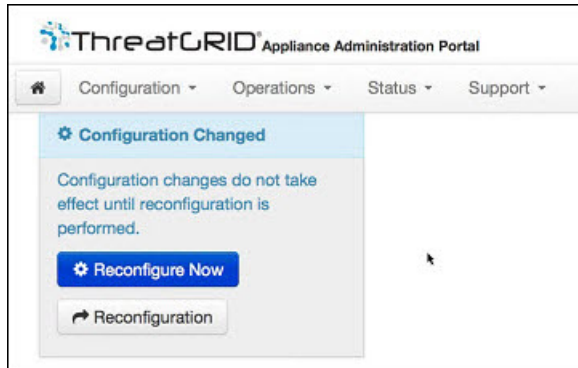 ThreatGRID® Appliance Administration Portal
Configuration Operations Status Support
Configuration Changed
Configuration changes do not take
effect until reconfiguration is
performed.
Reconfigure Now
Reconfiguration